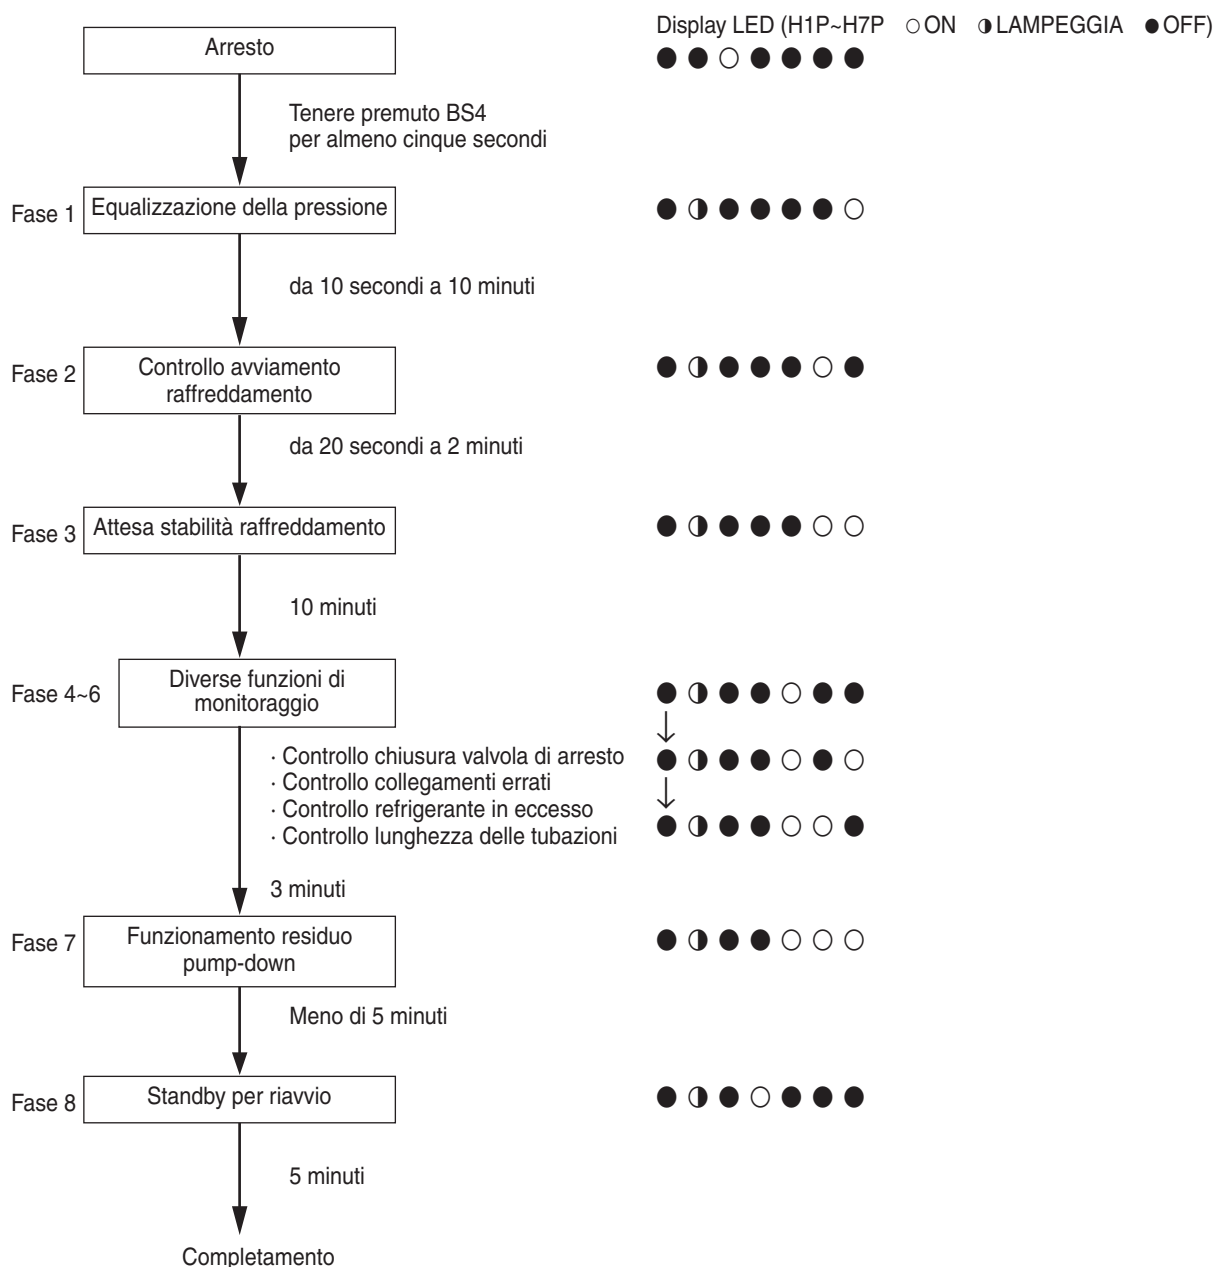 Display LED (H1P~H7P ○ON ◑LAMPEGGIA ●OFF)
Arresto
Tenere premuto BS4
per almeno cinque secondi
Fase 1
Equalizzazione della pressione
da 10 secondi a 10 minuti
Fase 2
Controllo avviamento
raffreddamento
da 20 secondi a 2 minuti
Fase 3
Attesa stabilità raffreddamento
10 minuti
Fase 4~6
Diverse funzioni di
monitoraggio
· Controllo chiusura valvola di arresto
· Controllo collegamenti errati
· Controllo refrigerante in eccesso
· Controllo lunghezza delle tubazioni
3 minuti
Fase 7
Funzionamento residuo
pump-down
Meno di 5 minuti
Fase 8
Standby per riavvio
5 minuti
Completamento